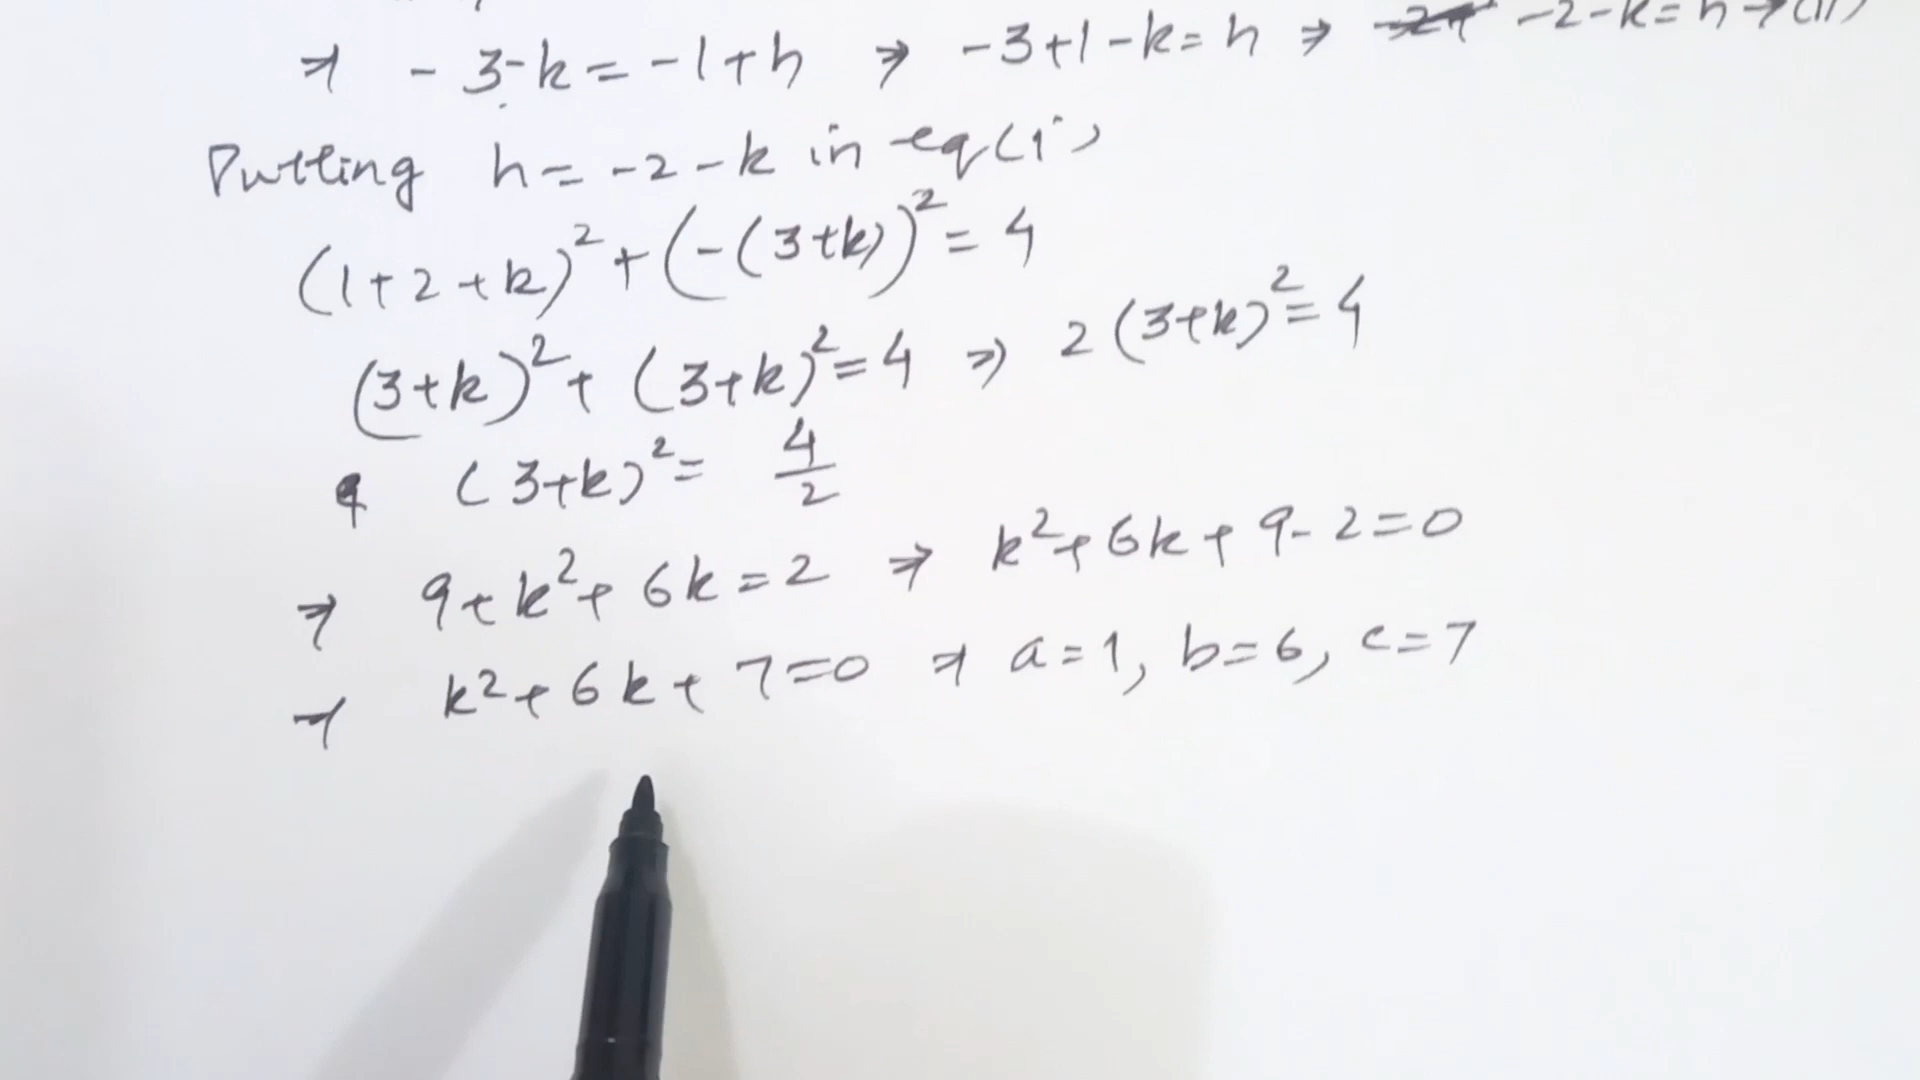 ⇒ -3-k=-1+h ⇒ -3+1-k=h ⇒ -2-k=h→(ii)
Putting h=-2-k in eq(i)
(1+2+k)²+(-(3+k))²=4
(3+k)²+(3+k)²=4 ⇒ 2(3+k)²=4
(3+k)²=4/2
⇒ 9+k²+6k=2 ⇒ k²+6k+9-2=0
⇒ k²+6k+7=0 ⇒ a=1, b=6, c=7